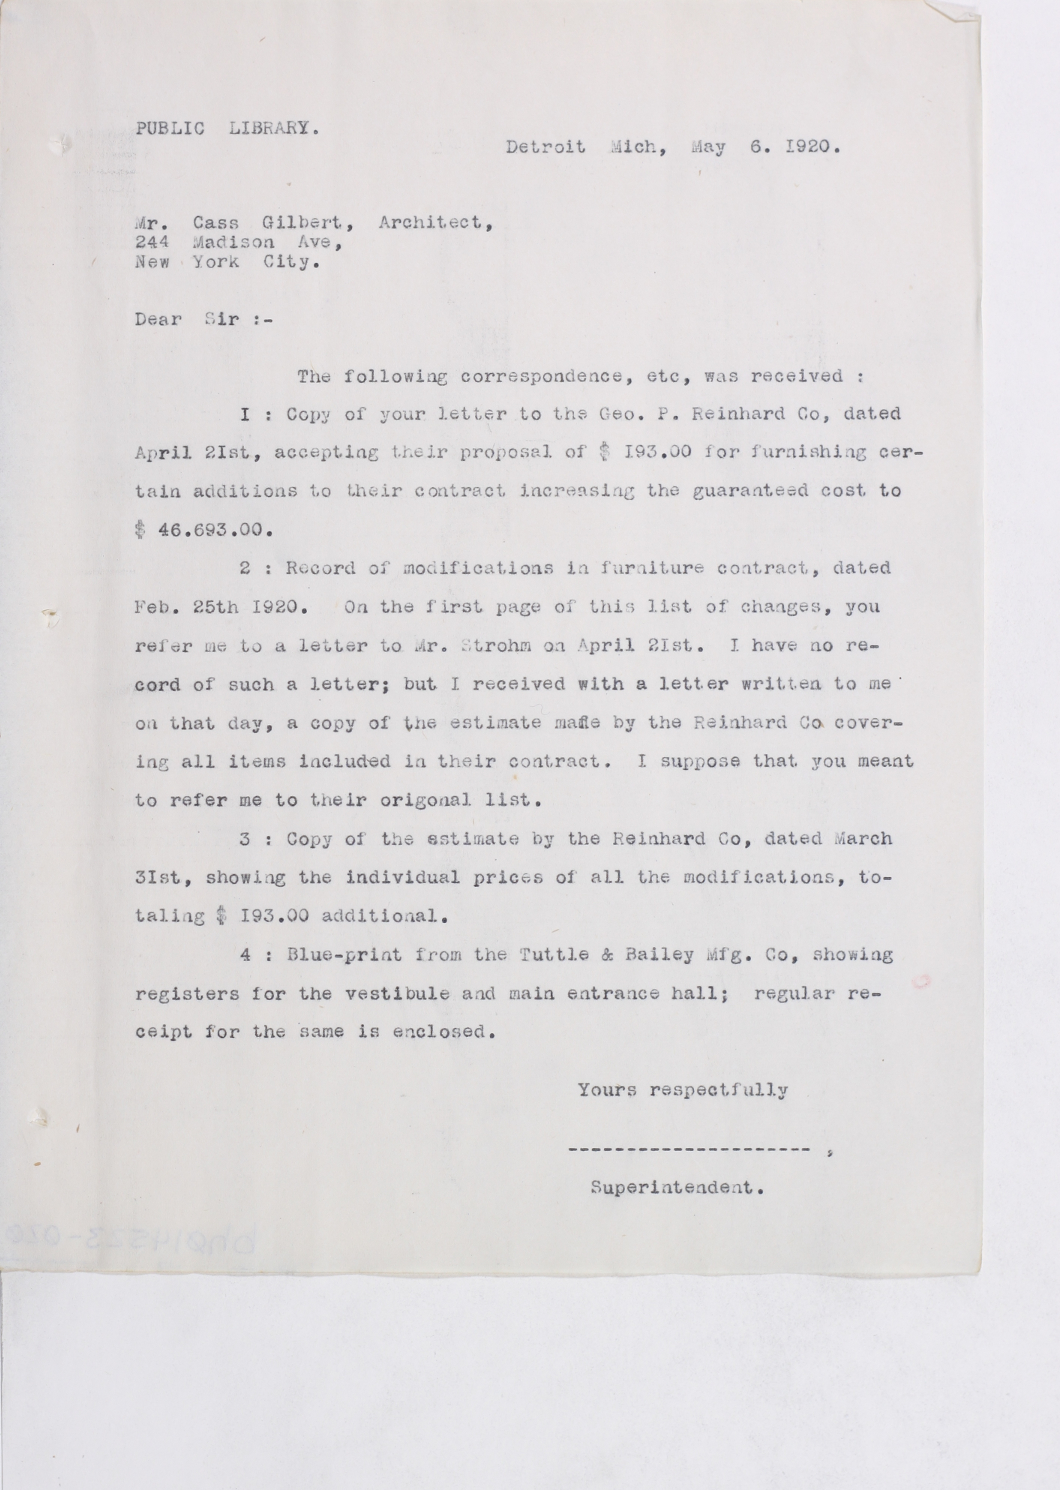 PUBLIC LIBRARY.
Detroit Mich, May 6. I920.
Mr. Cass Gilbert, Architect,
244 Madison Ave,
New York City.
Dear Sir :-
The following correspondence, etc, was received :
I : Copy of your letter to the Geo. P. Reinhard Co, dated
April 2Ist, accepting their proposal of $ I93.00 for furnishing cer-
tain additions to their contract increasing the guaranteed cost to
$ 46.693.00.
2 : Record of modifications in furniture contract, dated
Feb. 25th I920. On the first page of this list of changes, you
refer me to a letter to Mr. Strohm on April 2Ist. I have no re-
cord of such a letter; but I received with a letter written to me
on that day, a copy of the estimate made by the Reinhard Co cover-
ing all items included in their contract. I suppose that you meant
to refer me to their origonal list.
3 : Copy of the estimate by the Reinhard Co, dated March
3Ist, showing the individual prices of all the modifications, to-
taling $ I93.00 additional.
4 : Blue-print from the Tuttle & Bailey Mfg. Co, showing
registers for the vestibule and main entrance hall; regular re-
ceipt for the same is enclosed.
Yours respectfully
--------------------- ,
Superintendent.